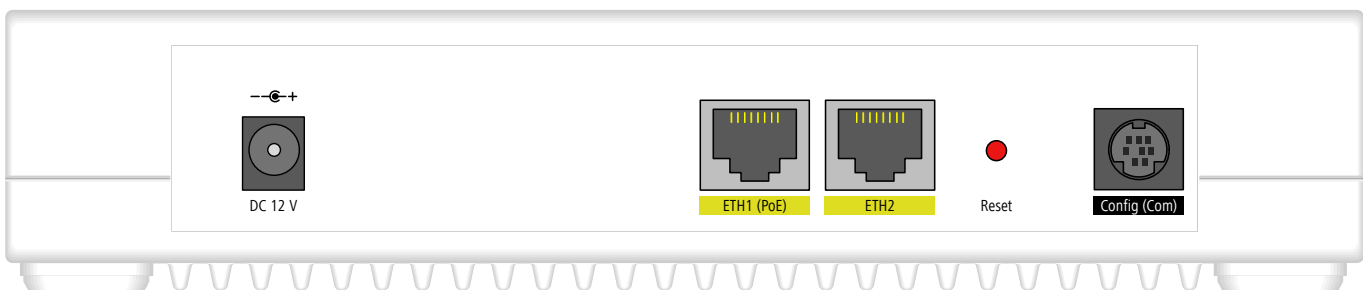 DC 12 V
ETH1 (PoE)
ETH2
Reset
Config (Com)